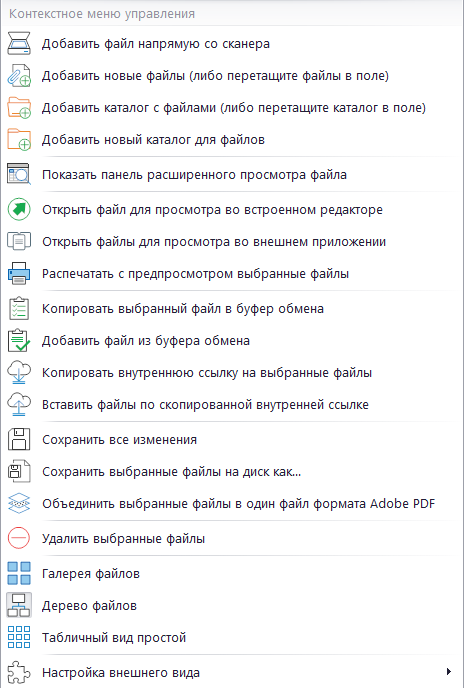 Контекстное меню управления
Добавить файл напрямую со сканера
Добавить новые файлы (либо перетащите файлы в поле)
Добавить каталог с файлами (либо перетащите каталог в поле)
Добавить новый каталог для файлов
Показать панель расширенного просмотра файла
Открыть файл для просмотра во встроенном редакторе
Открыть файлы для просмотра во внешнем приложении
Распечатать с предпросмотром выбранные файлы
Копировать выбранный файл в буфер обмена
Добавить файл из буфера обмена
Копировать внутреннюю ссылку на выбранные файлы
Вставить файлы по скопированной внутренней ссылке
Сохранить все изменения
Сохранить выбранные файлы на диск как...
Объединить выбранные файлы в один файл формата Adobe PDF
Удалить выбранные файлы
Галерея файлов
Дерево файлов
Табличный вид простой
Настройка внешнего вида